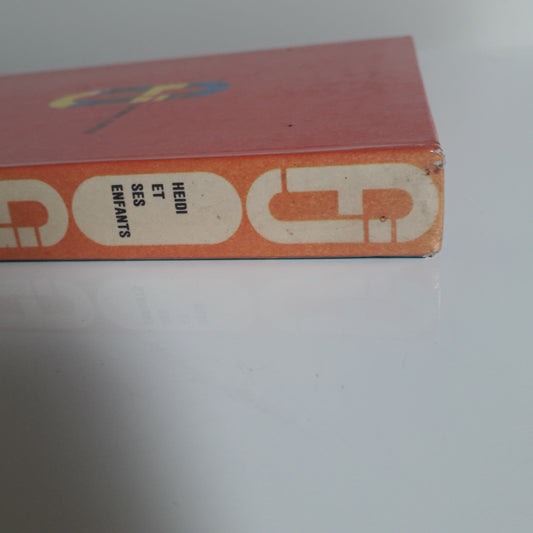 HEIDI
ET
SES
ENFANTS